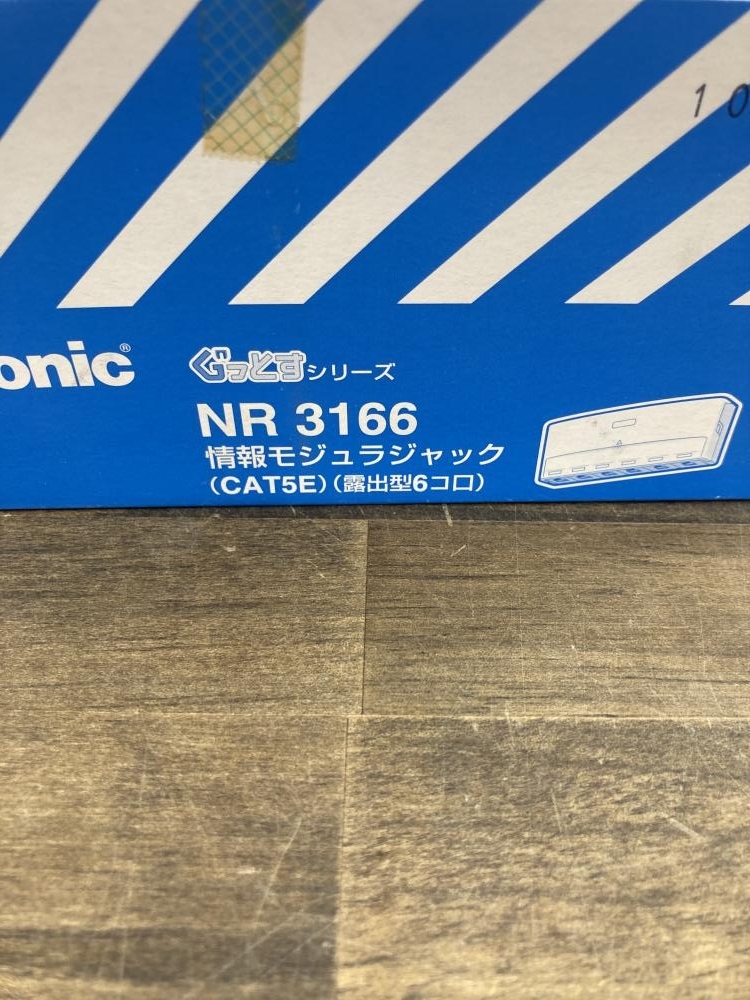 10
onic®
ぐっとすシリーズ
NR 3166
情報モジュラジャック
(CAT5E)(露出型6コ口)